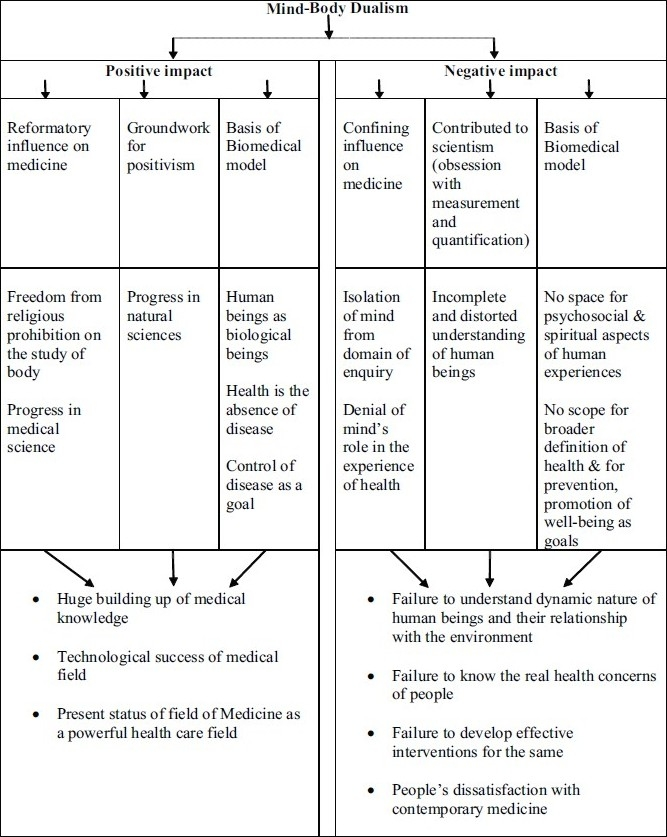 Mind-Body Dualism
Positive impact
Negative impact
Reformatory
influence on
medicine
Groundwork
for
positivism
Basis of
Biomedical
model
Confining
influence
on
medicine
Contributed to
scientism
(obsession
with
measurement
and
quantification)
Basis of
Biomedical
model
Freedom from
religious
prohibition on
the study of
body
Progress in
medical
science
Progress in
natural
sciences
Human
beings as
biological
beings
Health is the
absence of
disease
Control of
disease as a
goal
Isolation
of mind
from
domain of
enquiry
Denial of
mind's
role in the
experience
of health
Incomplete
and distorted
understanding
of human
beings
No space for
psychosocial &
spiritual aspects
of human
experiences
No scope for
broader
definition of
health & for
prevention,
promotion of
well-being as
goals
• Huge building up of medical
knowledge
• Technological success of medical
field
• Present status of field of Medicine as
a powerful health care field
• Failure to understand dynamic nature of
human beings and their relationship
with the environment
• Failure to know the real health concerns
of people
• Failure to develop effective
interventions for the same
• People's dissatisfaction with
contemporary medicine